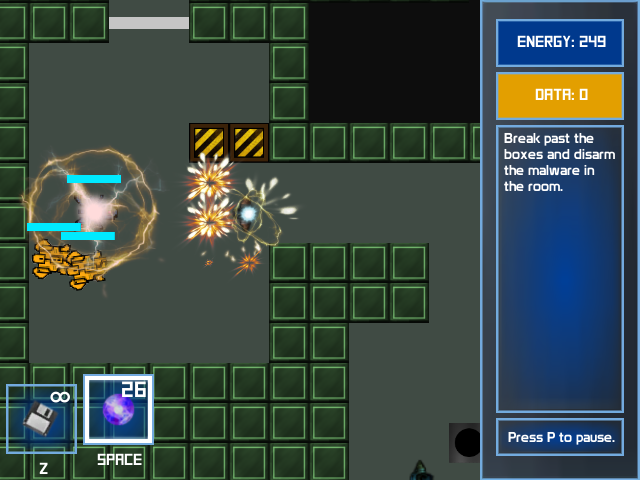 ENERGY: 249
DATA: 0
Break past the
boxes and disarm
the malware in
the room.
∞
26
Z
SPACE
Press P to pause.